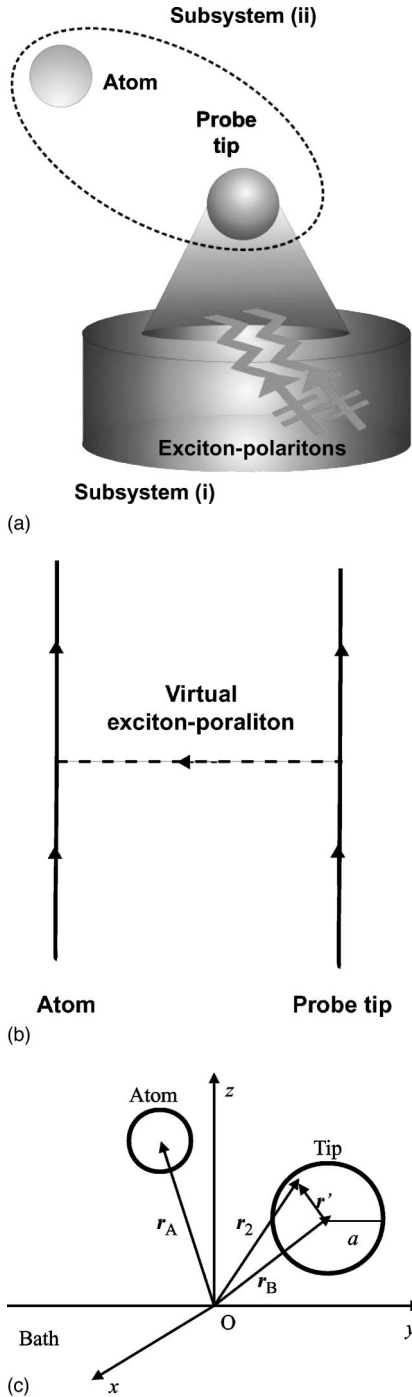 Subsystem (ii)
Atom
Probe
tip
Exciton-polaritons
Subsystem (i)
(a)
Virtual
exciton-poraliton
Atom
Probe tip
(b)
Atom
z
Tip
r'
r2
rA
a
rB
O
Bath
y
x
(c)